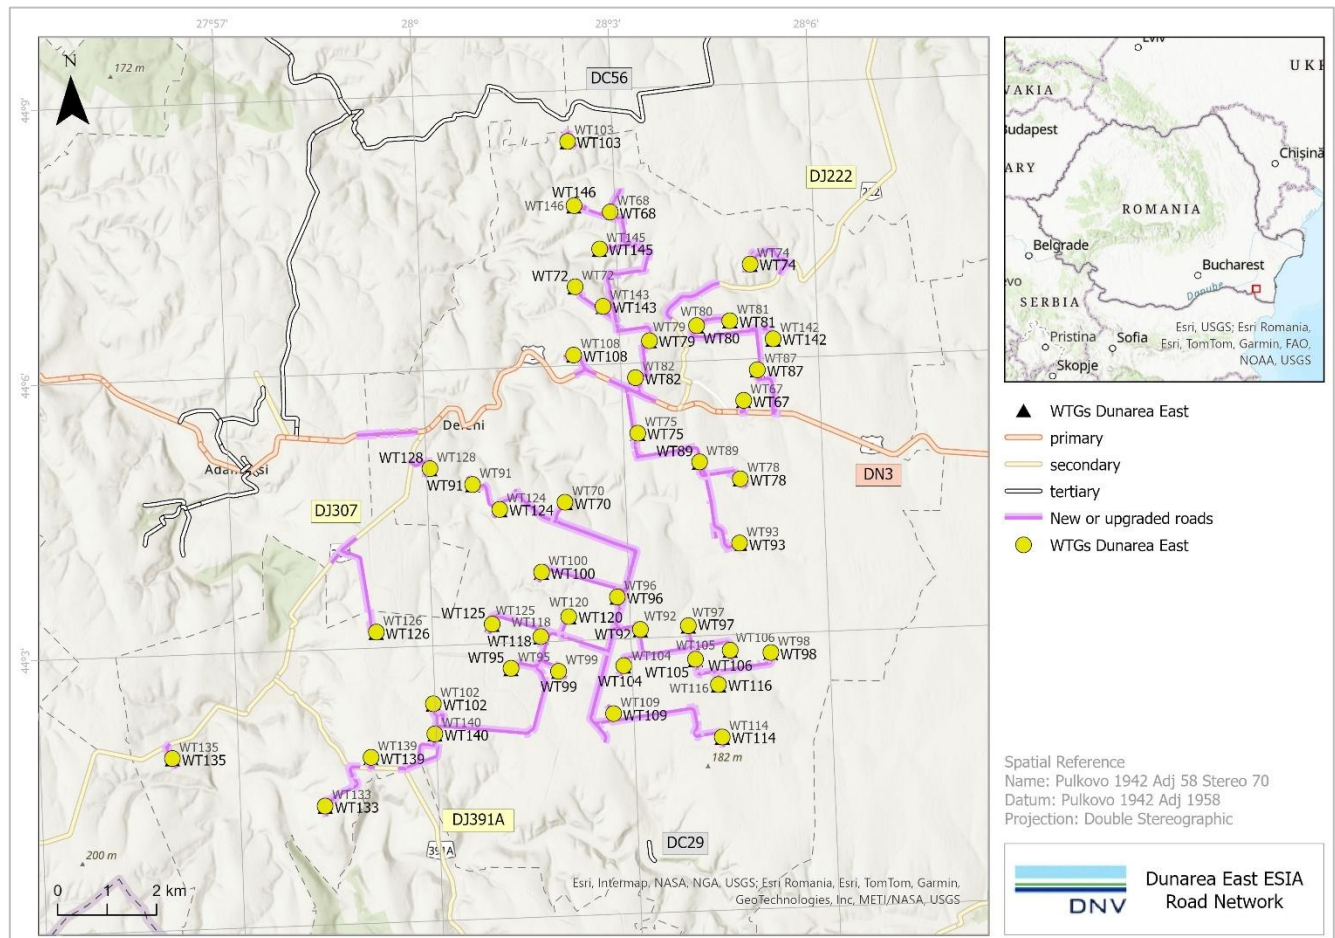 27°57'
28°
28°3'
28°6'
N
172 m
DC56
44°9'
WT103
WT103
DJ222
WT146
WT146
WT68
WT68
WT145
WT145
WT74
WT74
WT72
WT72
WT143
WT143
WT80
WT80
WT81
WT81
WT79
WT79
WT142
WT142
WT108
WT108
WT82
WT82
WT87
WT87
44°6'
WT67
WT67
Deleni
WT75
WT75
WT89
WT89
DN3
WT128
WT128
WT91
WT91
WT78
WT78
WT124
WT124
WT70
WT70
DJ307
WT93
WT93
WT100
WT100
WT96
WT96
WT125
WT125
WT120
WT120
WT118
WT118
WT92
WT92
WT97
WT97
WT126
WT126
44°3'
WT95
WT95
WT99
WT99
WT104
WT104
WT105
WT105
WT106
WT106
WT98
WT98
WT116
WT116
WT102
WT102
WT109
WT109
WT140
WT140
WT114
WT114
WT135
WT135
WT139
WT139
182 m
WT133
WT133
DJ391A
391A
DC29
200 m
0 1 2 km
Esri, Intermap, NASA, NGA, USGS; Esri Romania, Esri, TomTom, Garmin,
GeoTechnologies, Inc, METI/NASA, USGS
UKI
VAKIA
Budapest
Chișină
ARY
ROMANIA
Belgrade
Bucharest
Danube
SERBIA
Pristina
Sofia
Skopje
Esri, USGS; Esri Romania,
Esri, TomTom, Garmin, FAO,
NOAA, USGS
WTGs Dunarea East
primary
secondary
tertiary
New or upgraded roads
WTGs Dunarea East
Spatial Reference
Name: Pulkovo 1942 Adj 58 Stereo 70
Datum: Pulkovo 1942 Adj 1958
Projection: Double Stereographic
DNV
Dunarea East ESIA
Road Network